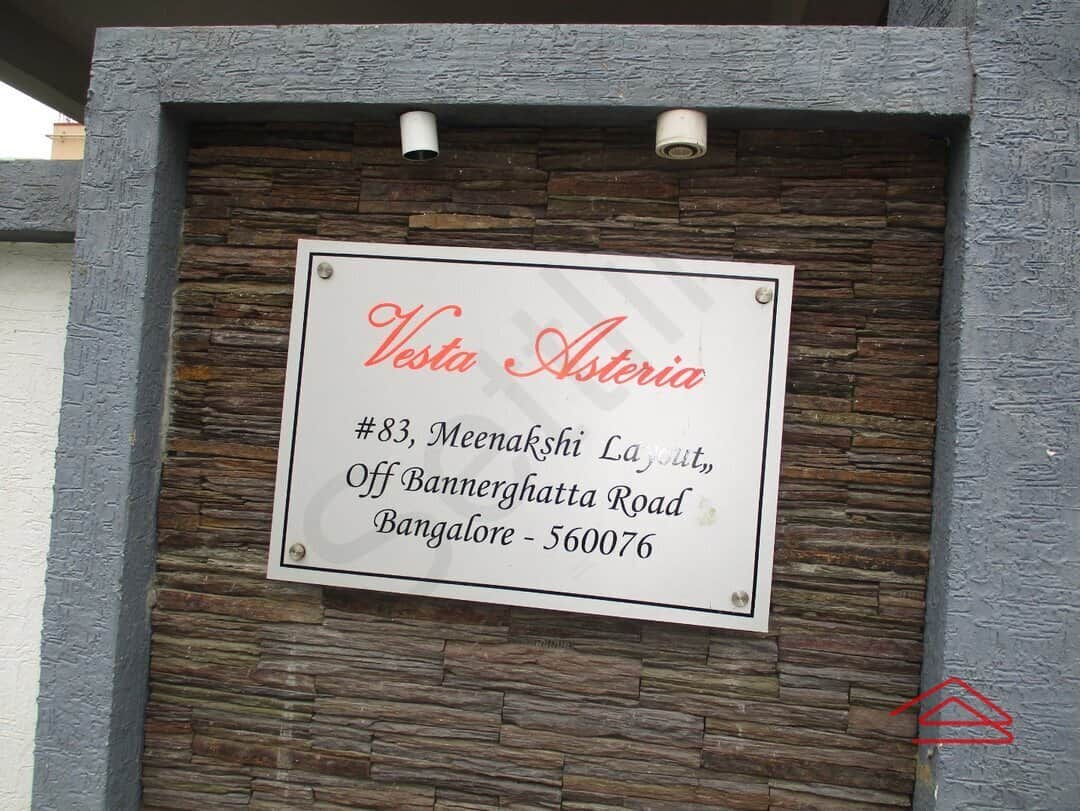 Vesta Asteria
#83, Meenakshi Layout,,
Off Bannerghatta Road
Bangalore - 560076